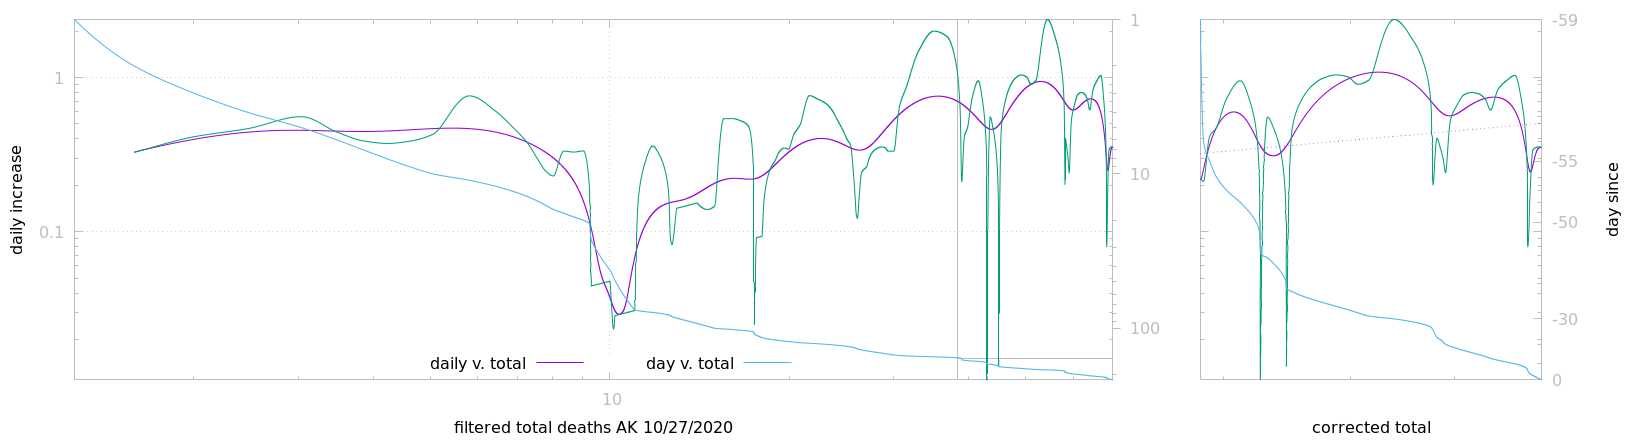 daily increase
1
0.1
10
1
10
100
daily v. total
day v. total
filtered total deaths AK 10/27/2020
-59
-55
-50
-30
0
day since
corrected total